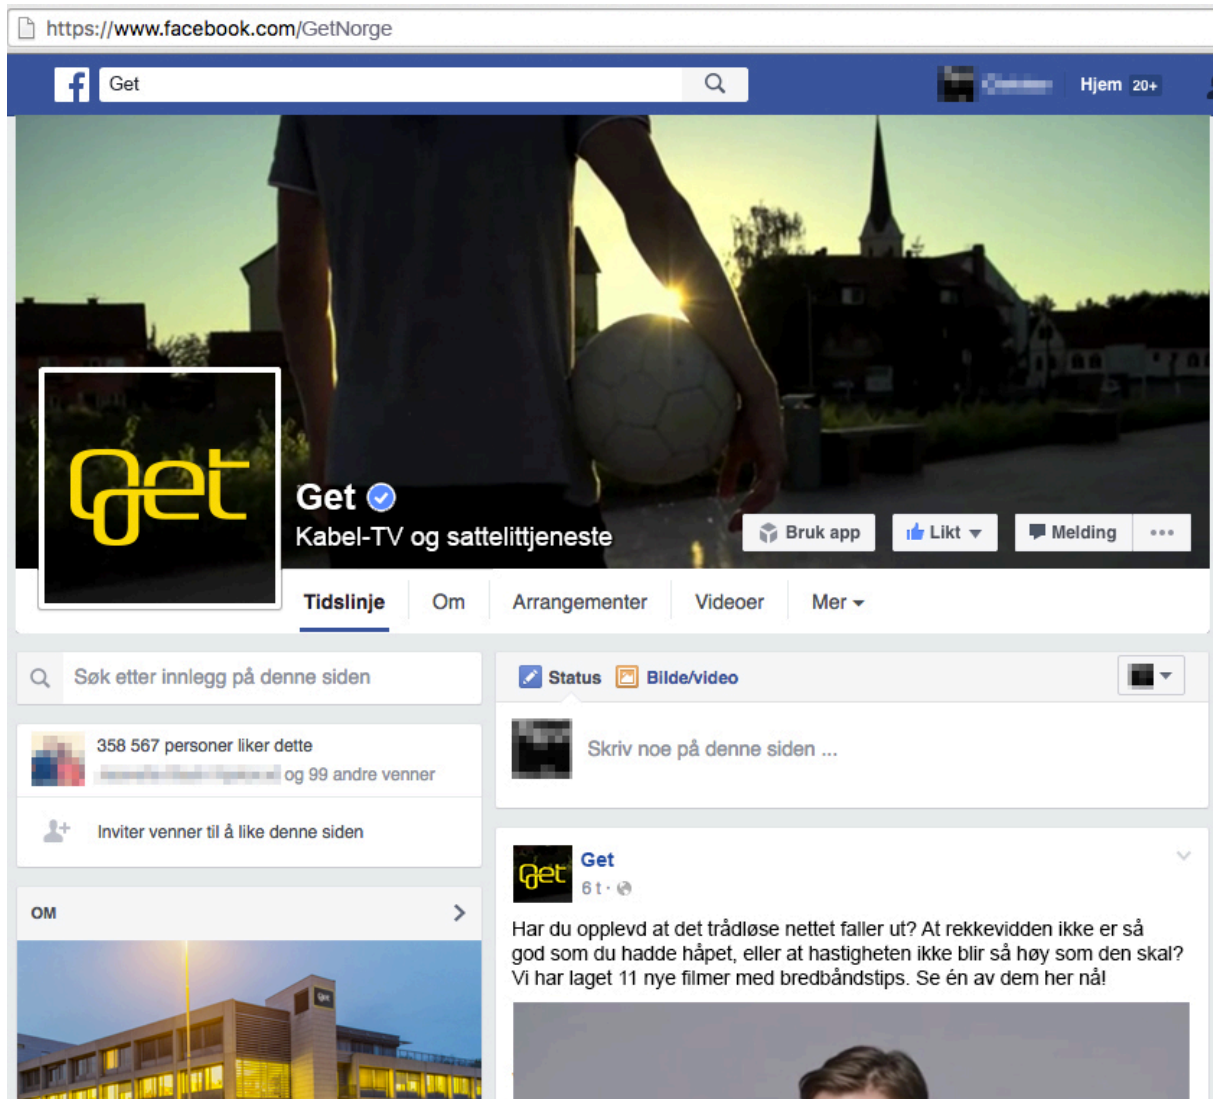 https://www.facebook.com/GetNorge
Get
Hjem 20+
Get
Get
Kabel-TV og sattelittjeneste
Bruk app
Likt
Melding
Tidslinje
Om
Arrangementer
Videoer
Mer
Søk etter innlegg på denne siden
358 567 personer liker dette
og 99 andre venner
Inviter venner til å like denne siden
OM
Get
Status
Bilde/video
Skriv noe på denne siden ...
Get
Get
6 t ·
Har du opplevd at det trådløse nettet faller ut? At rekkevidden ikke er så
god som du hadde håpet, eller at hastigheten ikke blir så høy som den skal?
Vi har laget 11 nye filmer med bredbåndstips. Se én av dem her nå!